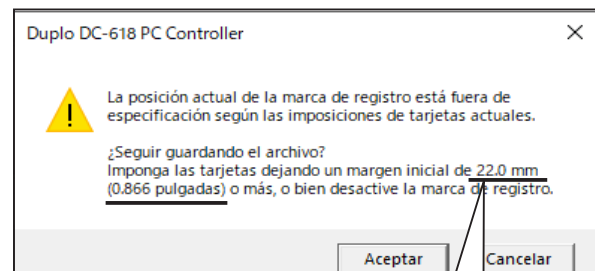 Duplo DC-618 PC Controller
La posición actual de la marca de registro está fuera de
especificación según las imposiciones de tarjetas actuales.
¿Seguir guardando el archivo?
Imponga las tarjetas dejando un margen inicial de 22.0 mm
(0.866 pulgadas) o más, o bien desactive la marca de registro.
Aceptar
Cancelar